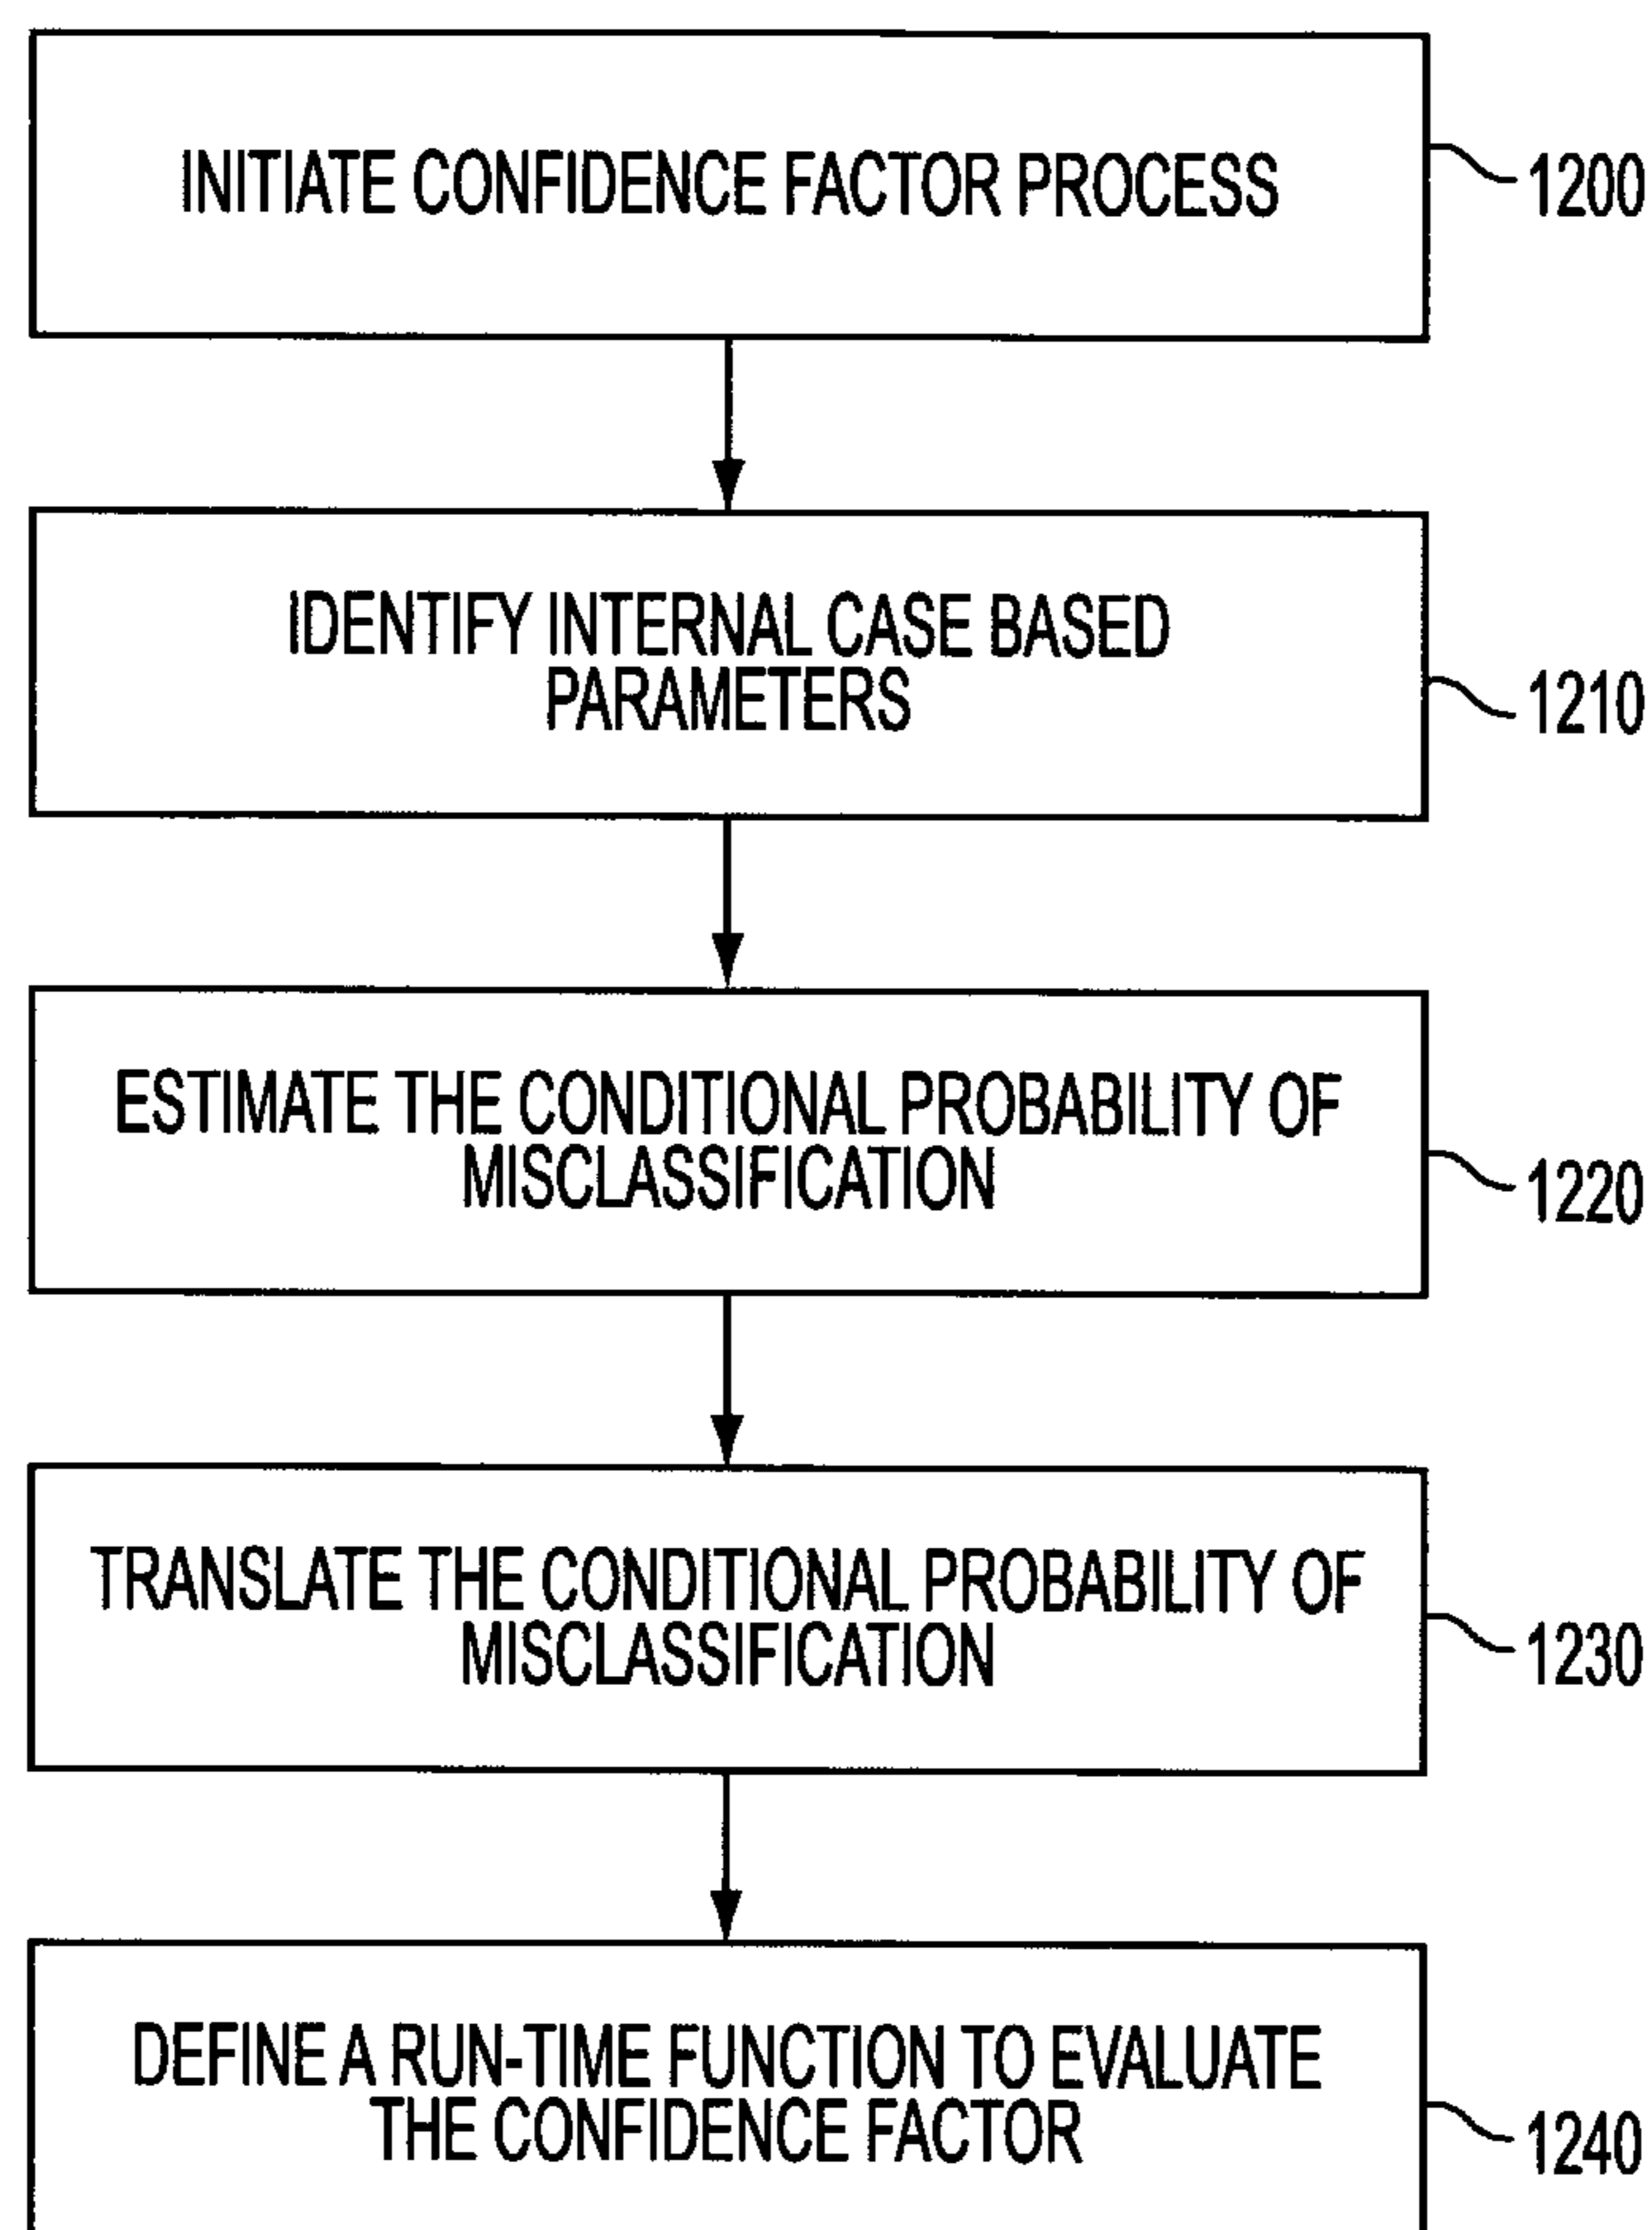 INITIATE CONFIDENCE FACTOR PROCESS
1200
IDENTIFY INTERNAL CASE BASED
PARAMETERS
1210
ESTIMATE THE CONDITIONAL PROBABILITY OF
MISCLASSIFICATION
1220
TRANSLATE THE CONDITIONAL PROBABILITY OF
MISCLASSIFICATION
1230
DEFINE A RUN-TIME FUNCTION TO EVALUATE
THE CONFIDENCE FACTOR
1240